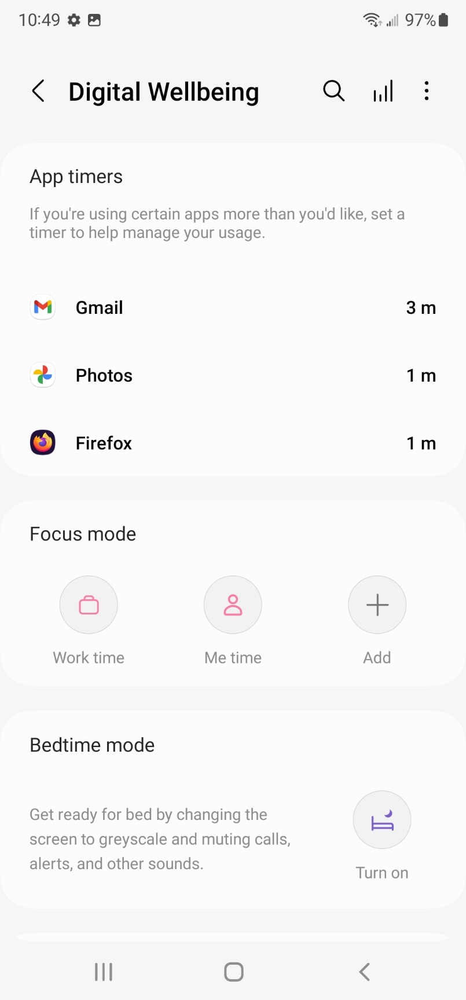 10:49
97%
Digital Wellbeing
App timers
If you're using certain apps more than you'd like, set a
timer to help manage your usage.
Gmail
3 m
Photos
1 m
Firefox
1 m
Focus mode
Work time
Me time
Add
Bedtime mode
Get ready for bed by changing the
screen to greyscale and muting calls,
alerts, and other sounds.
Turn on